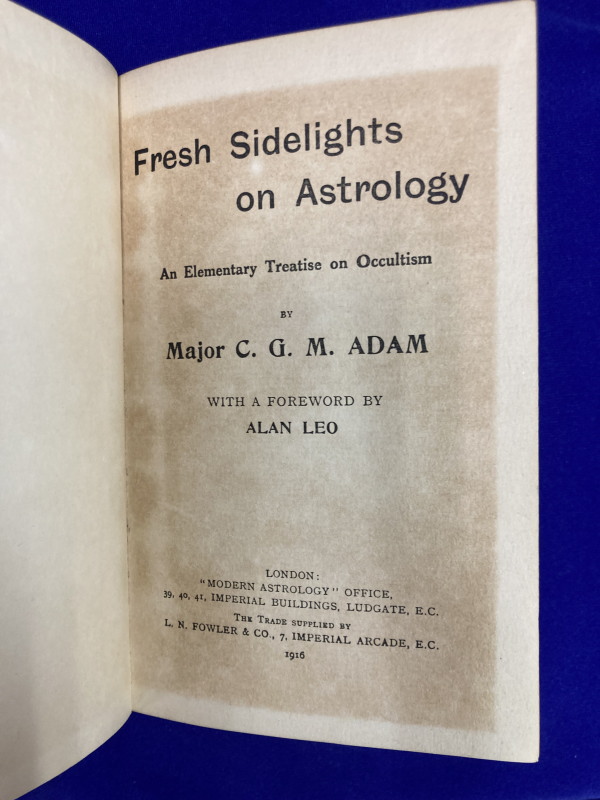 Fresh Sidelights
on Astrology
An Elementary Treatise on Occultism
BY
Major C. G. M. ADAM
WITH A FOREWORD BY
ALAN LEO
LONDON:
"MODERN ASTROLOGY" OFFICE,
39, 40, 41, IMPERIAL BUILDINGS, LUDGATE, E.C.
THE TRADE SUPPLIED BY
L. N. FOWLER & CO., 7, IMPERIAL ARCADE, E.C.
1916